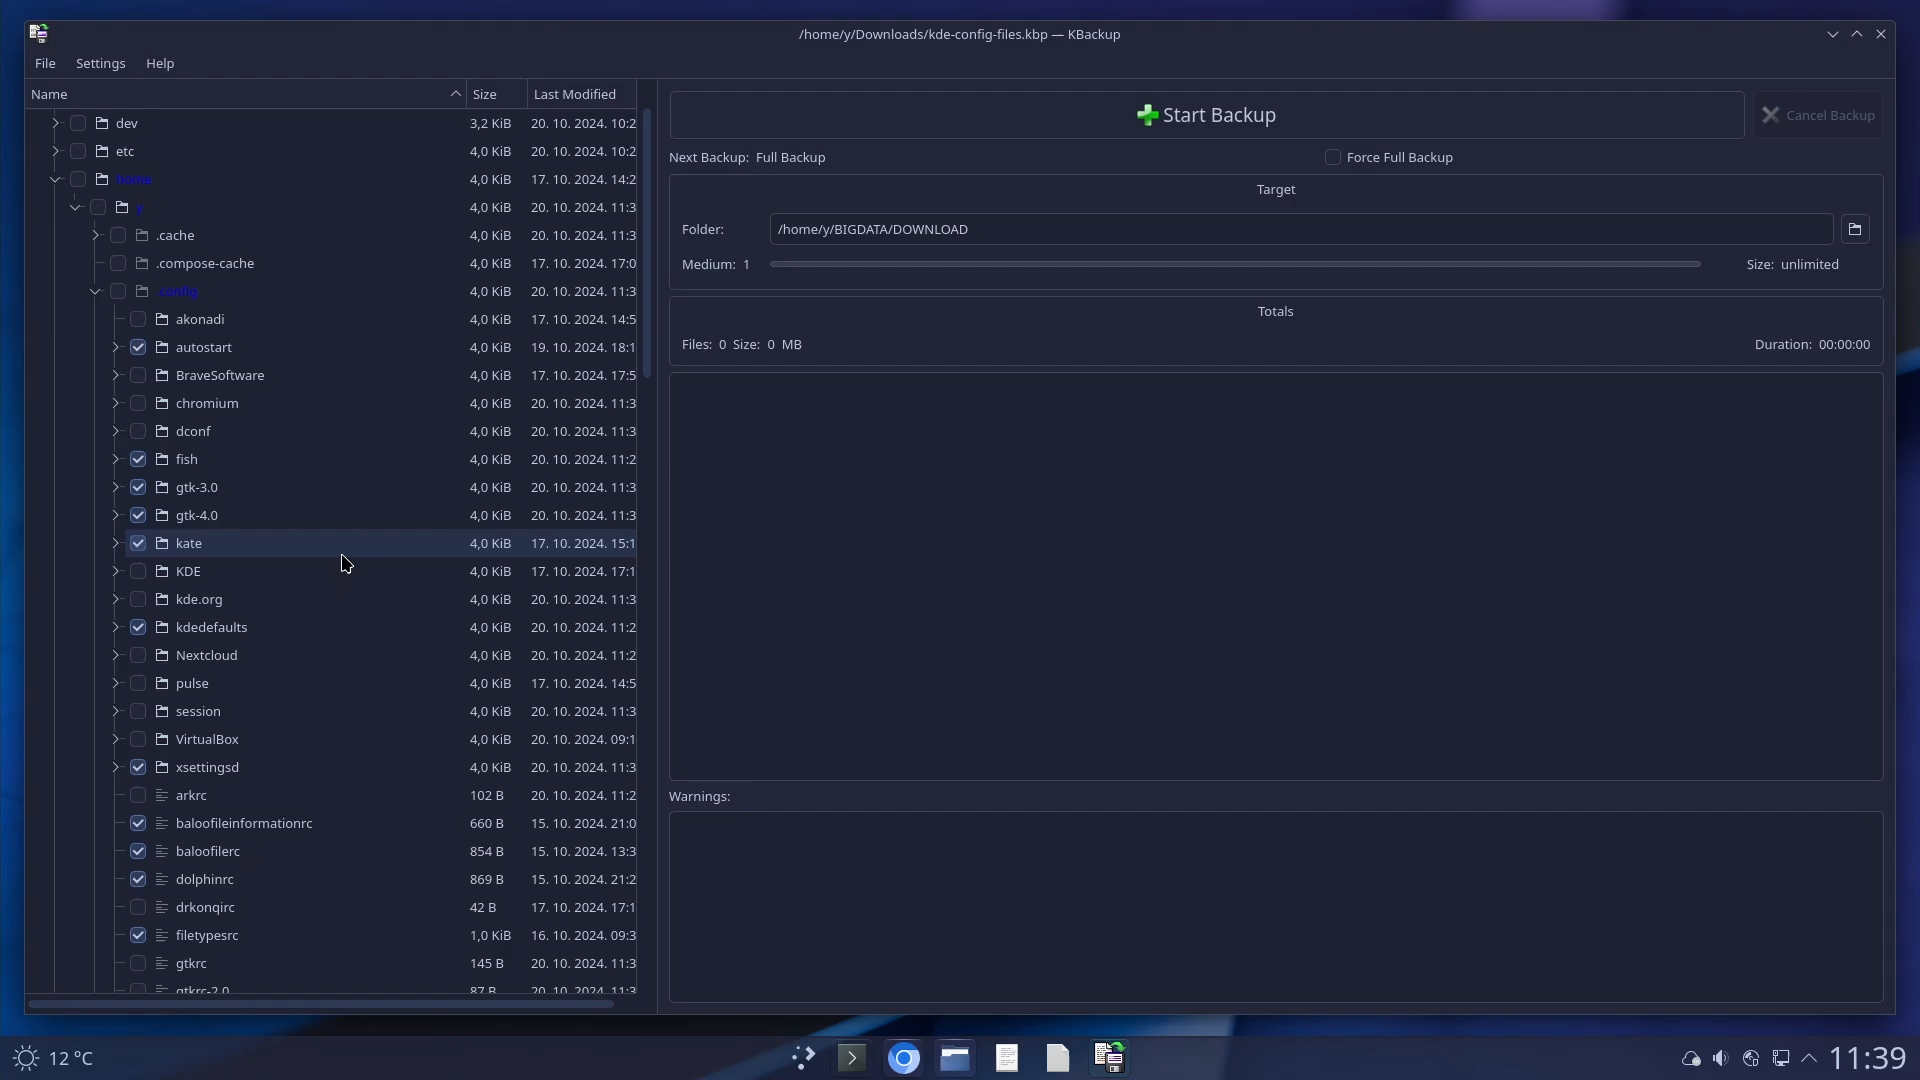 /home/y/Downloads/kde-config-files.kbp — KBackup
File Settings Help
Name Size Last Modified
dev 3,2 KiB 20. 10. 2024. 10:2
etc 4,0 KiB 20. 10. 2024. 10:2
home 4,0 KiB 17. 10. 2024. 14:2
y 4,0 KiB 20. 10. 2024. 11:3
.cache 4,0 KiB 20. 10. 2024. 11:3
.compose-cache 4,0 KiB 17. 10. 2024. 17:0
.config 4,0 KiB 20. 10. 2024. 11:3
akonadi 4,0 KiB 17. 10. 2024. 14:5
autostart 4,0 KiB 19. 10. 2024. 18:1
BraveSoftware 4,0 KiB 17. 10. 2024. 17:5
chromium 4,0 KiB 20. 10. 2024. 11:3
dconf 4,0 KiB 20. 10. 2024. 11:3
fish 4,0 KiB 20. 10. 2024. 11:2
gtk-3.0 4,0 KiB 20. 10. 2024. 11:3
gtk-4.0 4,0 KiB 20. 10. 2024. 11:3
kate 4,0 KiB 17. 10. 2024. 15:1
KDE 4,0 KiB 17. 10. 2024. 17:1
kde.org 4,0 KiB 20. 10. 2024. 11:3
kdedefaults 4,0 KiB 20. 10. 2024. 11:2
Nextcloud 4,0 KiB 20. 10. 2024. 11:2
pulse 4,0 KiB 17. 10. 2024. 14:5
session 4,0 KiB 20. 10. 2024. 11:3
VirtualBox 4,0 KiB 20. 10. 2024. 09:1
xsettingsd 4,0 KiB 20. 10. 2024. 11:3
arkrc 102 B 20. 10. 2024. 11:2
baloofileinformationrc 660 B 15. 10. 2024. 21:0
baloofilerc 854 B 15. 10. 2024. 13:3
dolphinrc 869 B 15. 10. 2024. 21:2
drkonqirc 42 B 17. 10. 2024. 17:1
filetypesrc 1,0 KiB 16. 10. 2024. 09:3
gtkrc 145 B 20. 10. 2024. 11:3
gtkrc-2.0 87 B 20. 10. 2024. 11:3
Start Backup
Cancel Backup
Next Backup: Full Backup
Force Full Backup
Target
Folder: /home/y/BIGDATA/DOWNLOAD
Medium: 1 Size: unlimited
Totals
Files: 0 Size: 0 MB Duration: 00:00:00
Warnings:
12 °C
11:39